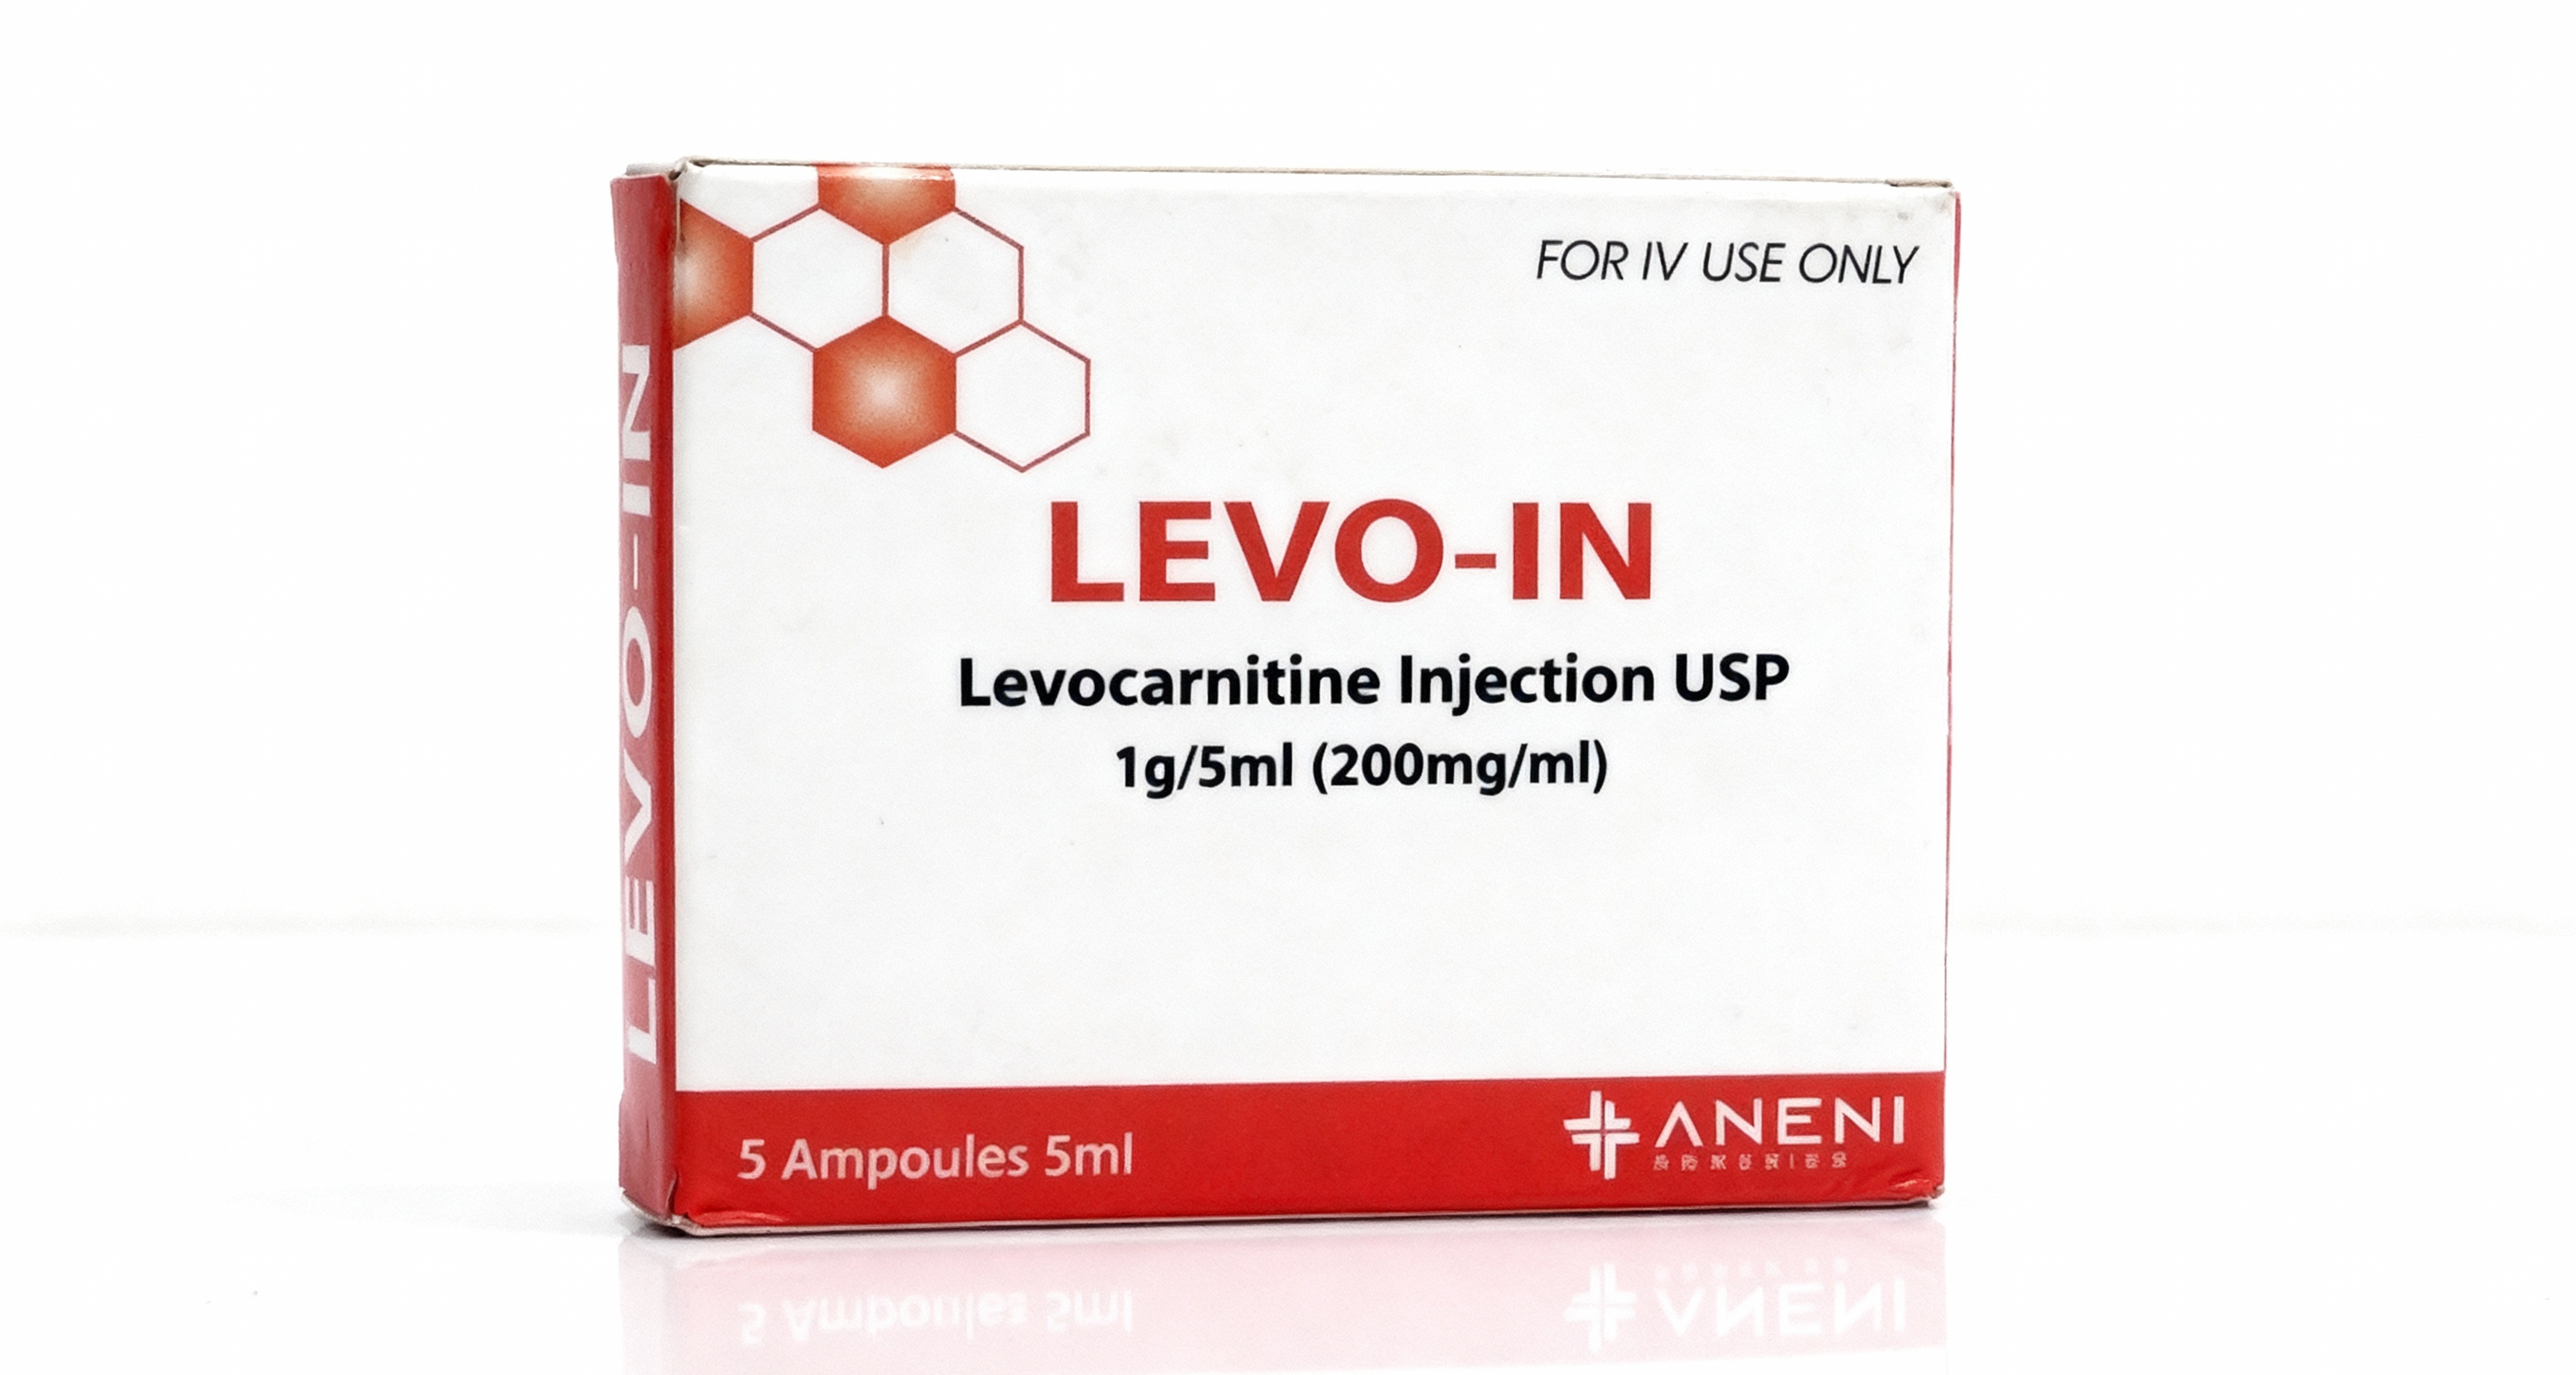 FOR IV USE ONLY
LEVO-IN
LEVO-IN
Levocarnitine Injection USP
1g/5ml (200mg/ml)
5 Ampoules 5ml
ANENI